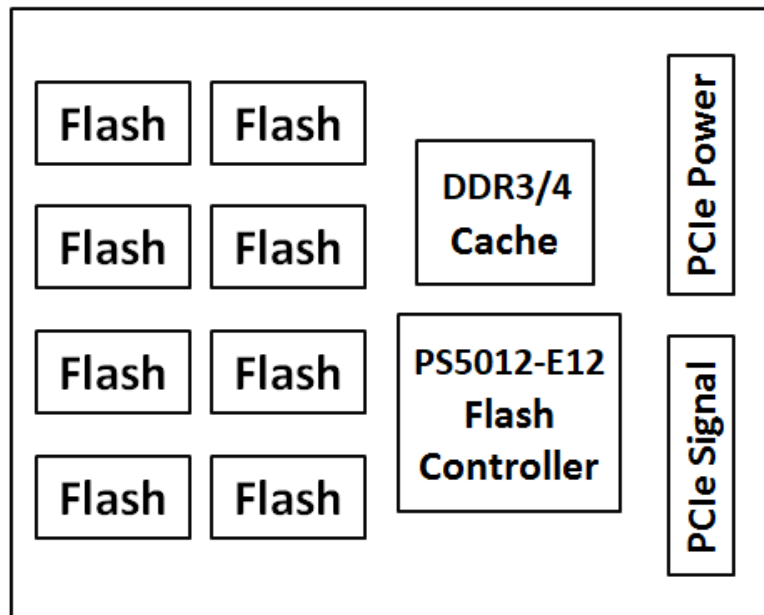 Flash Flash
Flash Flash
Flash Flash
Flash Flash
DDR3/4
Cache
PS5012-E12
Flash
Controller
PCIe Power
PCIe Signal